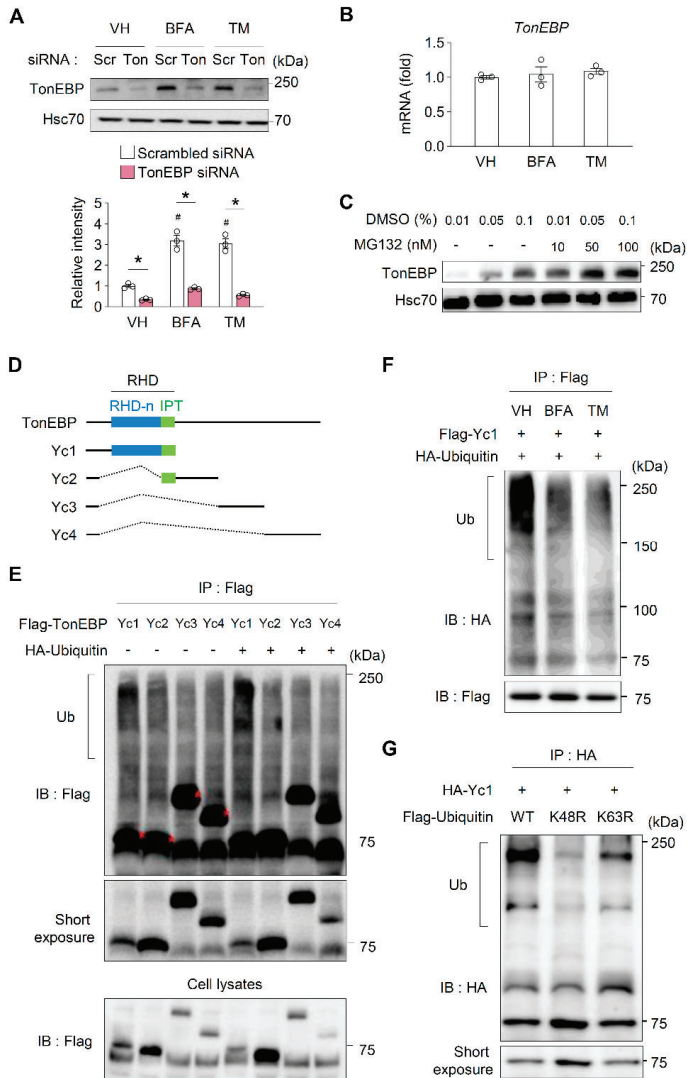 A
VH BFA TM
siRNA : Scr Ton Scr Ton Scr Ton (kDa)
TonEBP 250
Hsc70 70
Scrambled siRNA
TonEBP siRNA
Relative intensity
5
4
3
2
1
0
* # * # *
VH BFA TM
B
TonEBP
mRNA (fold)
1.5
1.0
0.5
0.0
VH BFA TM
C
DMSO (%) 0.01 0.05 0.1 0.01 0.05 0.1
MG132 (nM) - - - 10 50 100 (kDa)
TonEBP 250
Hsc70 70
D
RHD
RHD-n IPT
TonEBP
Yc1
Yc2
Yc3
Yc4
E
IP : Flag
Flag-TonEBP Yc1 Yc2 Yc3 Yc4 Yc1 Yc2 Yc3 Yc4
HA-Ubiquitin - - - - + + + +
(kDa)
250
Ub
IB : Flag
75
Short
exposure
75
Cell lysates
IB : Flag
75
F
IP : Flag
VH BFA TM
Flag-Yc1 + + +
HA-Ubiquitin + + +
(kDa)
250
Ub
150
IB : HA
100
75
IB : Flag 75
G
IP : HA
HA-Yc1 + + +
Flag-Ubiquitin WT K48R K63R (kDa)
250
Ub
IB : HA
75
Short
exposure
75